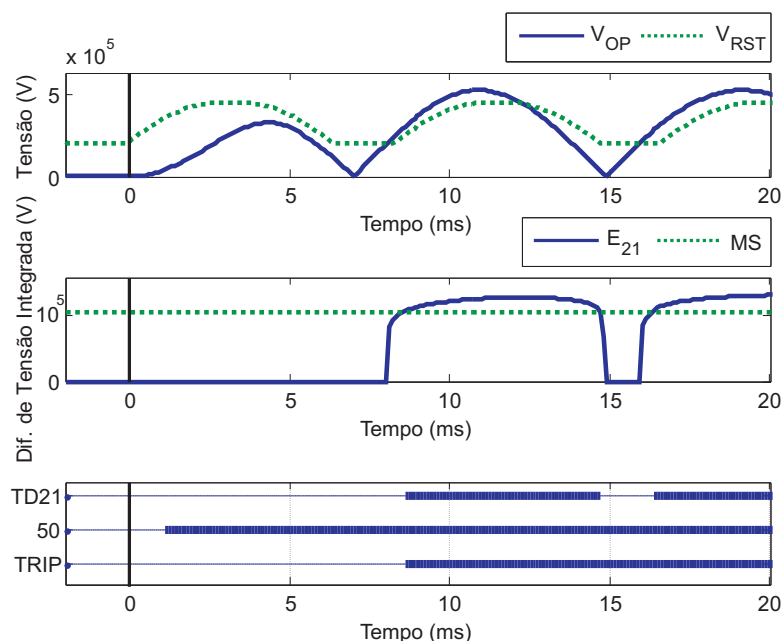 V_OP V_RST
x 10^5
Tensão (V)
5
0
0 5 10 15 20
Tempo (ms)
E_21 MS
Dif. de Tensão Integrada (V)
10^5
0
0 5 10 15 20
Tempo (ms)
TD21
50
TRIP
0 5 10 15 20
Tempo (ms)